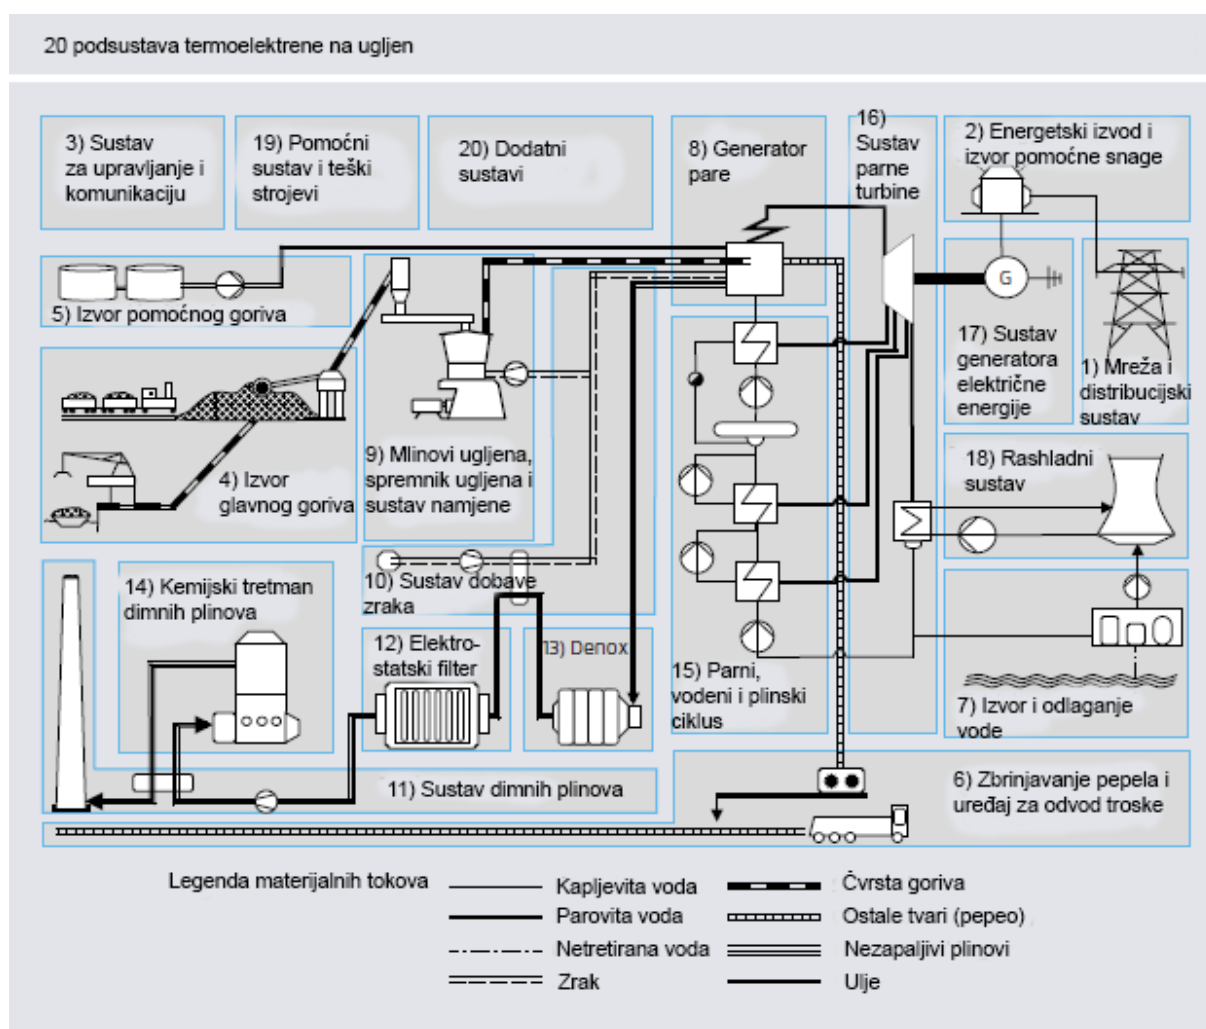 20 podsustava termoelektrene na ugljen
3) Sustav
za upravljanje i
komunikaciju
19) Pomoćni
sustav i teški
strojevi
20) Dodatni
sustavi
8) Generator
pare
16)
Sustav
parne
turbine
2) Energetski izvod i
izvor pomoćne snage
5) Izvor pomoćnog goriva
G
17) Sustav
generatora
električne
energije
1) Mreža i
distribucijski
sustav
4) Izvor
glavnog goriva
9) Mlinovi ugljena,
spremnik ugljena i
sustav namjene
18) Rashladni
sustav
10) Sustav dobave
zraka
14) Kemijski tretman
dimnih plinova
12) Elektro-
statski filter
13) Denox
15) Parni,
vodeni i plinski
ciklus
7) Izvor i odlaganje
vode
11) Sustav dimnih plinova
6) Zbrinjavanje pepela i
uređaj za odvod troske
Legenda materijalnih tokova
Kapljevita voda
Parovita voda
Netretirana voda
Zrak
Čvrsta goriva
Ostale tvari (pepeo)
Nezapaljivi plinovi
Ulje